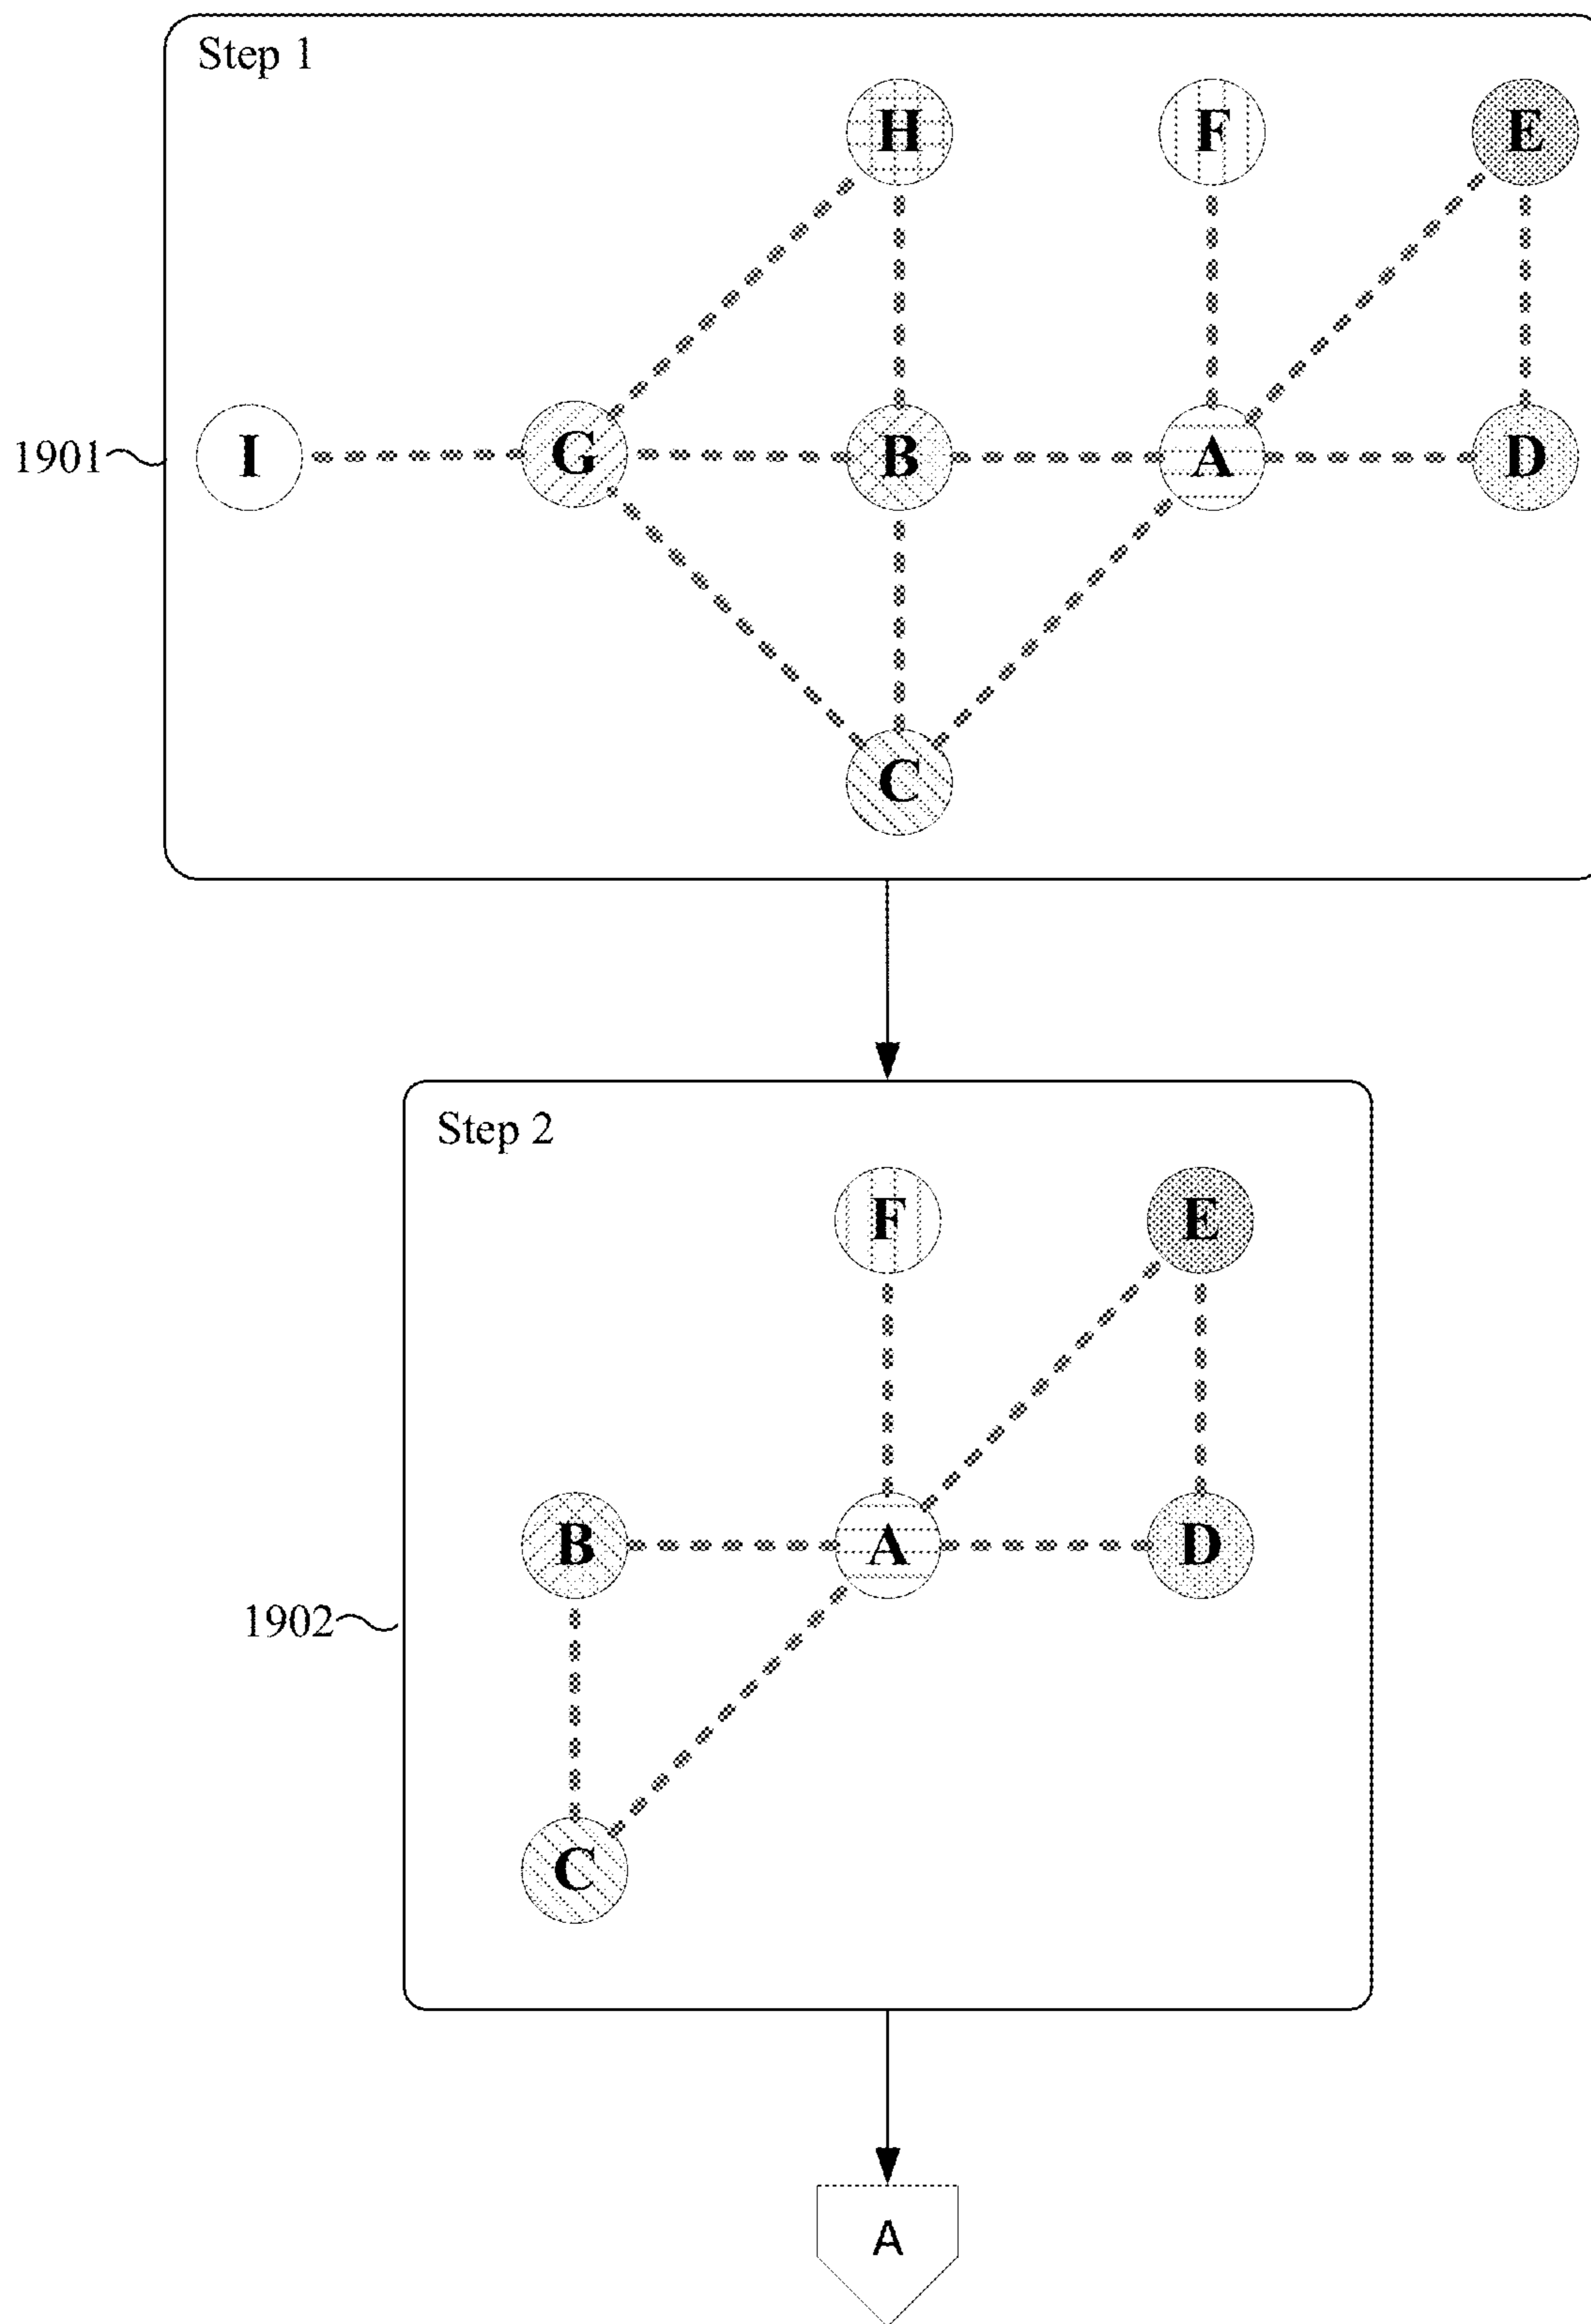 Step 1
H F E
1901 I G B A D
C
Step 2
F E
B A D
1902
C
A